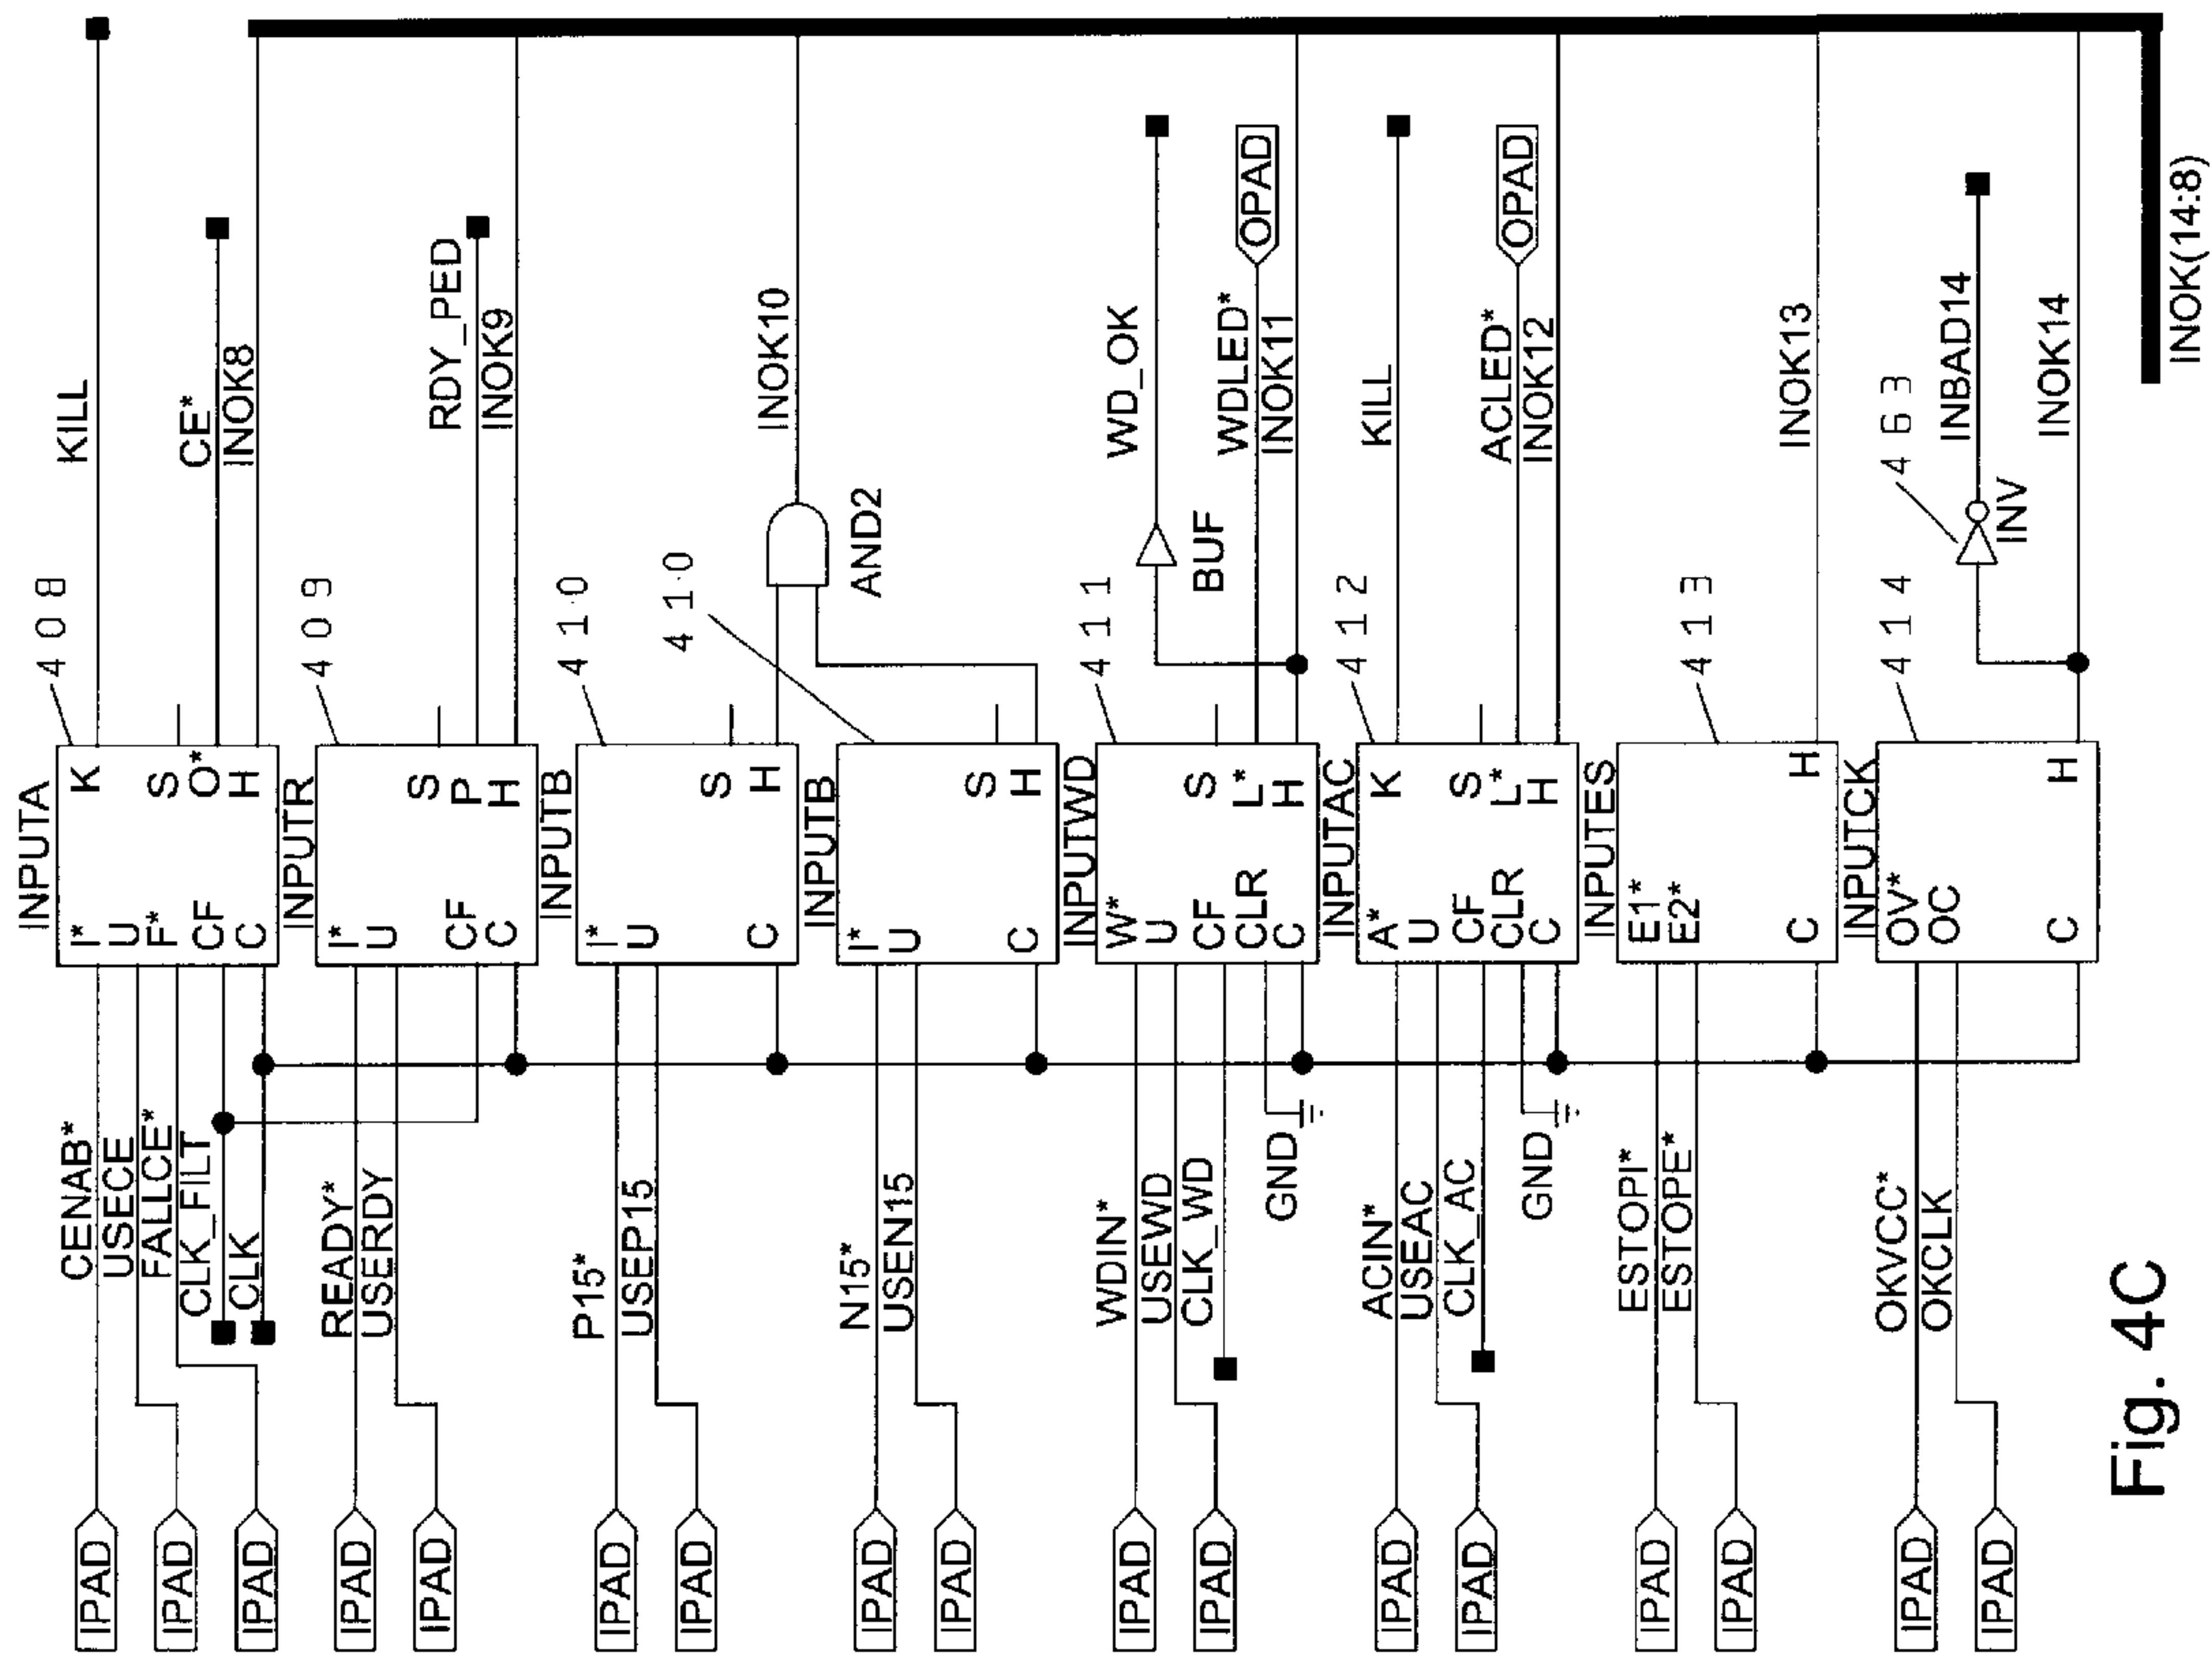 INPUTA
408
IPAD
CENAB*
I*
K
KILL
IPAD
USECE
U
IPAD
FALLCE*
F*
S
CLK_FILT
CF
O*
CE*
CLK
C
H
INOK8
INPUTR
409
IPAD
READY*
I*
IPAD
USERDY
U
S
CF
P
RDY_PED
C
H
INOK9
INPUTB
410
IPAD
P15*
I*
IPAD
USEP15
U
S
C
H
INOK10
AND2
INPUTB
410
IPAD
N15*
I*
IPAD
USEN15
U
S
C
H
INPUTWD
411
IPAD
WDIN*
W*
WD_OK
BUF
IPAD
USEWD
U
CLK_WD
CF
S
GND
CLR
L*
WDLED*
OPAD
C
H
INOK11
INPUTAC
412
IPAD
ACIN*
A*
K
KILL
IPAD
USEAC
U
CLK_AC
CF
S
GND
CLR
L*
ACLED*
OPAD
C
H
INOK12
INPUTES
413
IPAD
ESTOPI*
E1*
IPAD
ESTOPE*
E2*
C
H
INOK13
INPUTCK
414
463
IPAD
OKVCC*
OV*
IPAD
OKCLK
OC
INBAD14
INV
C
H
INOK14
INOK(14:8)
Fig. 4C